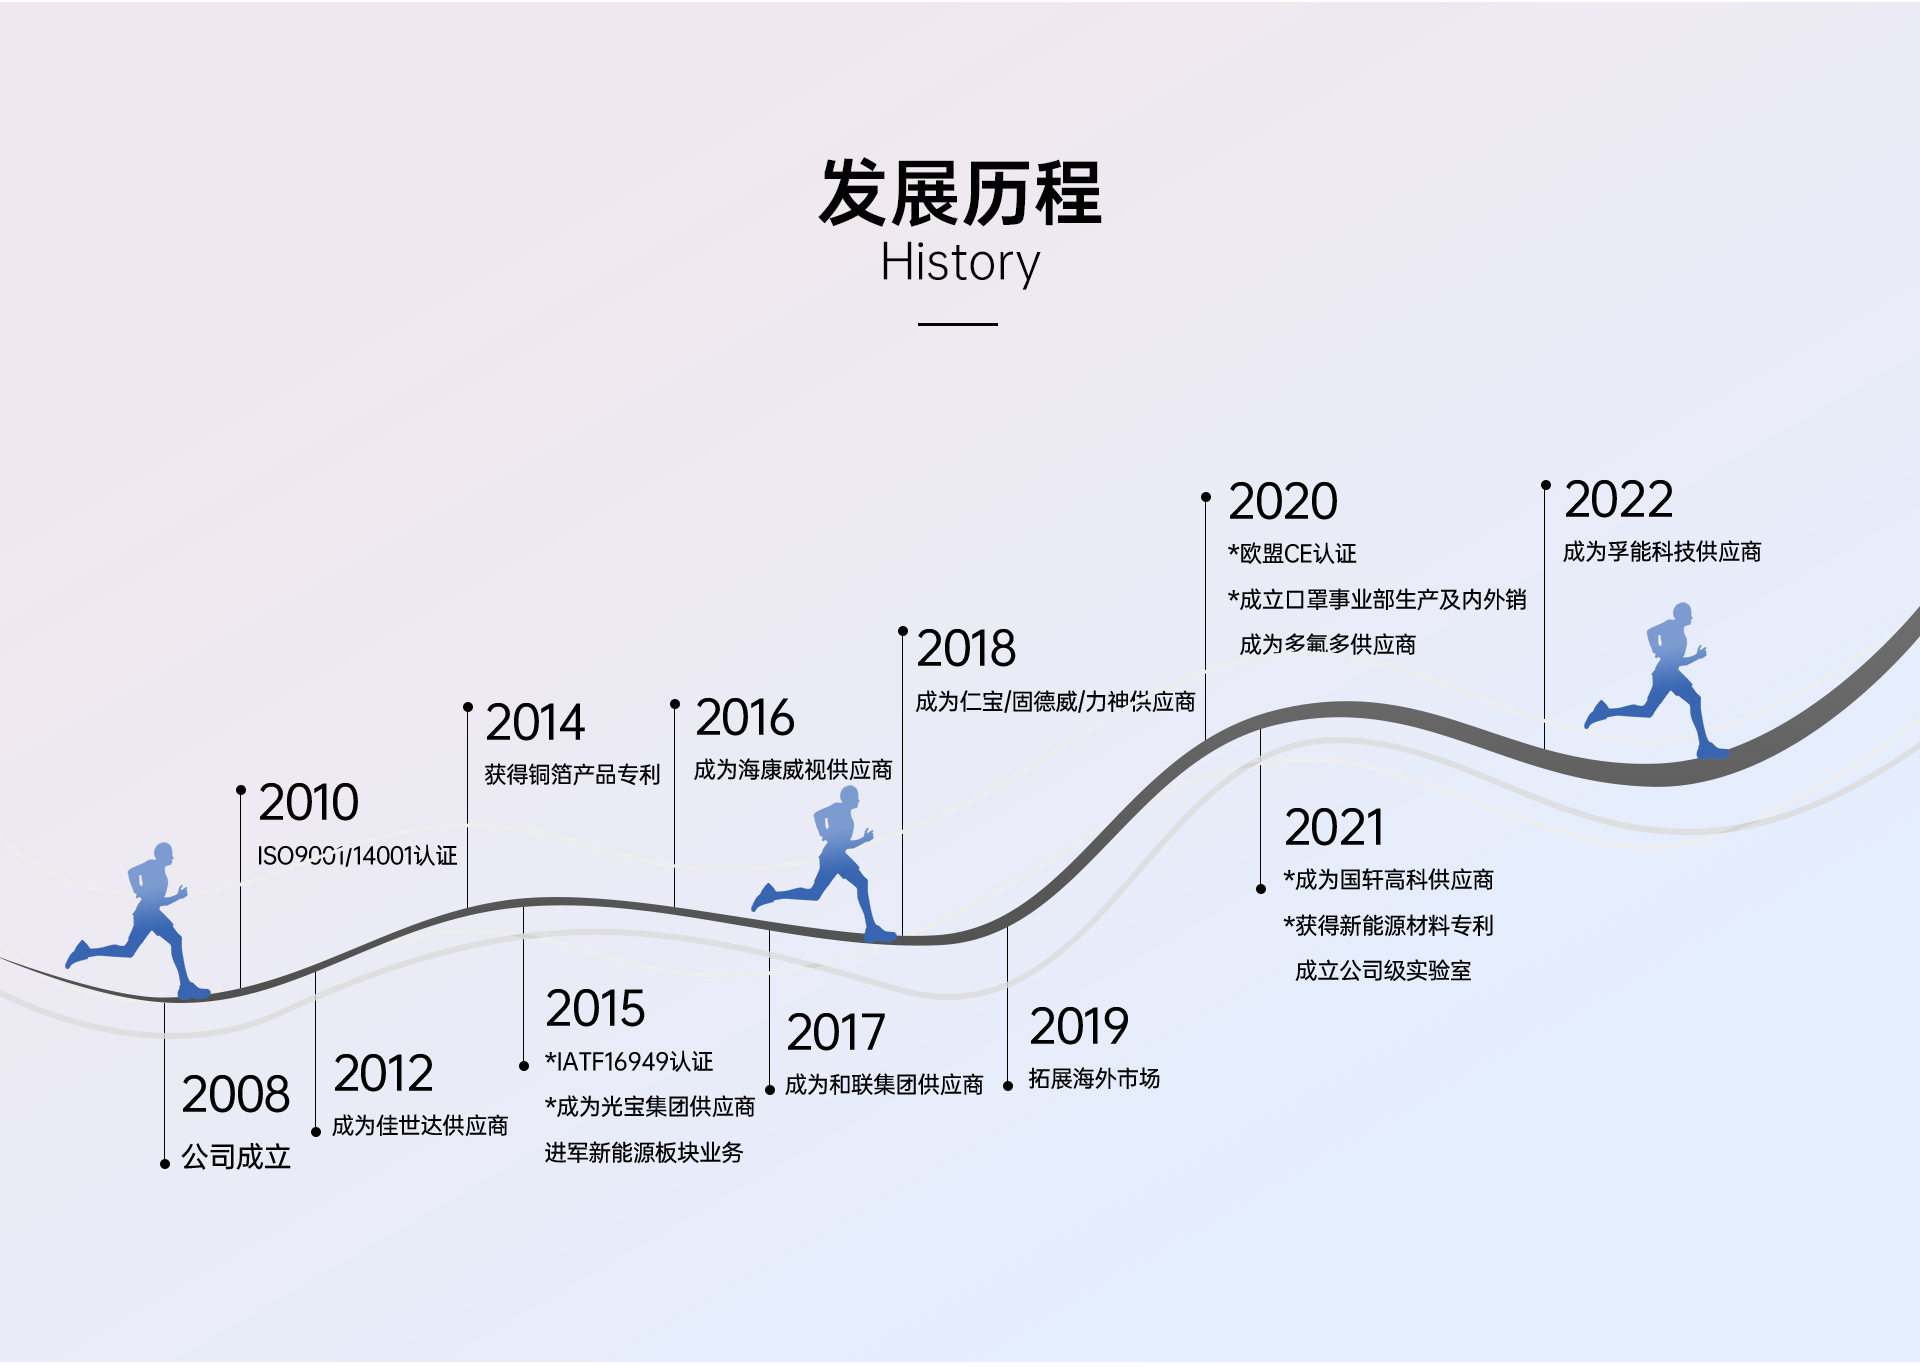 发展历程
History
2008
公司成立
2010
ISO9001/14001认证
2012
成为佳世达供应商
2014
获得铜箔产品专利
2015
*IATF16949认证
*成为光宝集团供应商
进军新能源板块业务
2016
成为海康威视供应商
2017
成为和联集团供应商
2018
成为仁宝/固德威/力神供应商
2019
拓展海外市场
2020
*欧盟CE认证
*成立口罩事业部生产及内外销
成为多氟多供应商
2021
*成为国轩高科供应商
*获得新能源材料专利
成立公司级实验室
2022
成为孚能科技供应商